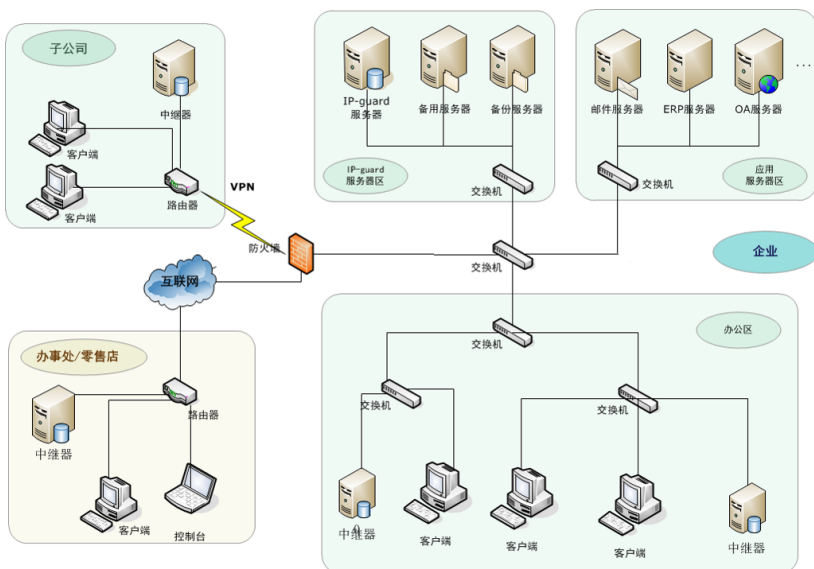 子公司
中继器
客户端
客户端
路由器
VPN
防火墙
互联网
IP-guard
服务器
备用服务器
备份服务器
IP-guard
服务器区
交换机
邮件服务器
ERP服务器
OA服务器
...
交换机
应用
服务器区
企业
交换机
办公区
交换机
交换机
交换机
中继器
客户端
客户端
客户端
中继器
办事处/零售店
路由器
中继器
客户端
控制台